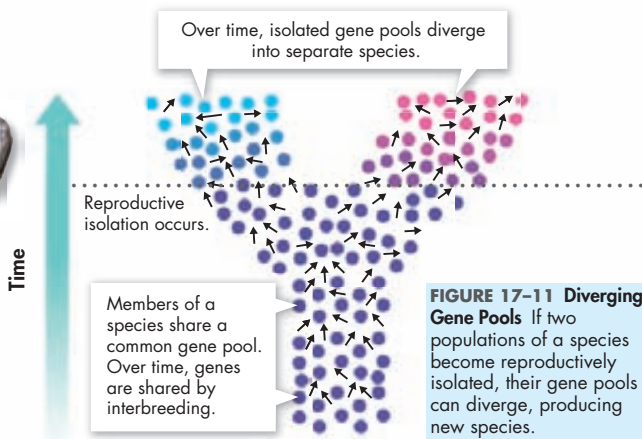 Over time, isolated gene pools diverge
into separate species.
Reproductive
isolation occurs.
Time
Members of a
species share a
common gene pool.
Over time, genes
are shared by
interbreeding.
FIGURE 17–11 Diverging
Gene Pools If two
populations of a species
become reproductively
isolated, their gene pools
can diverge, producing
new species.